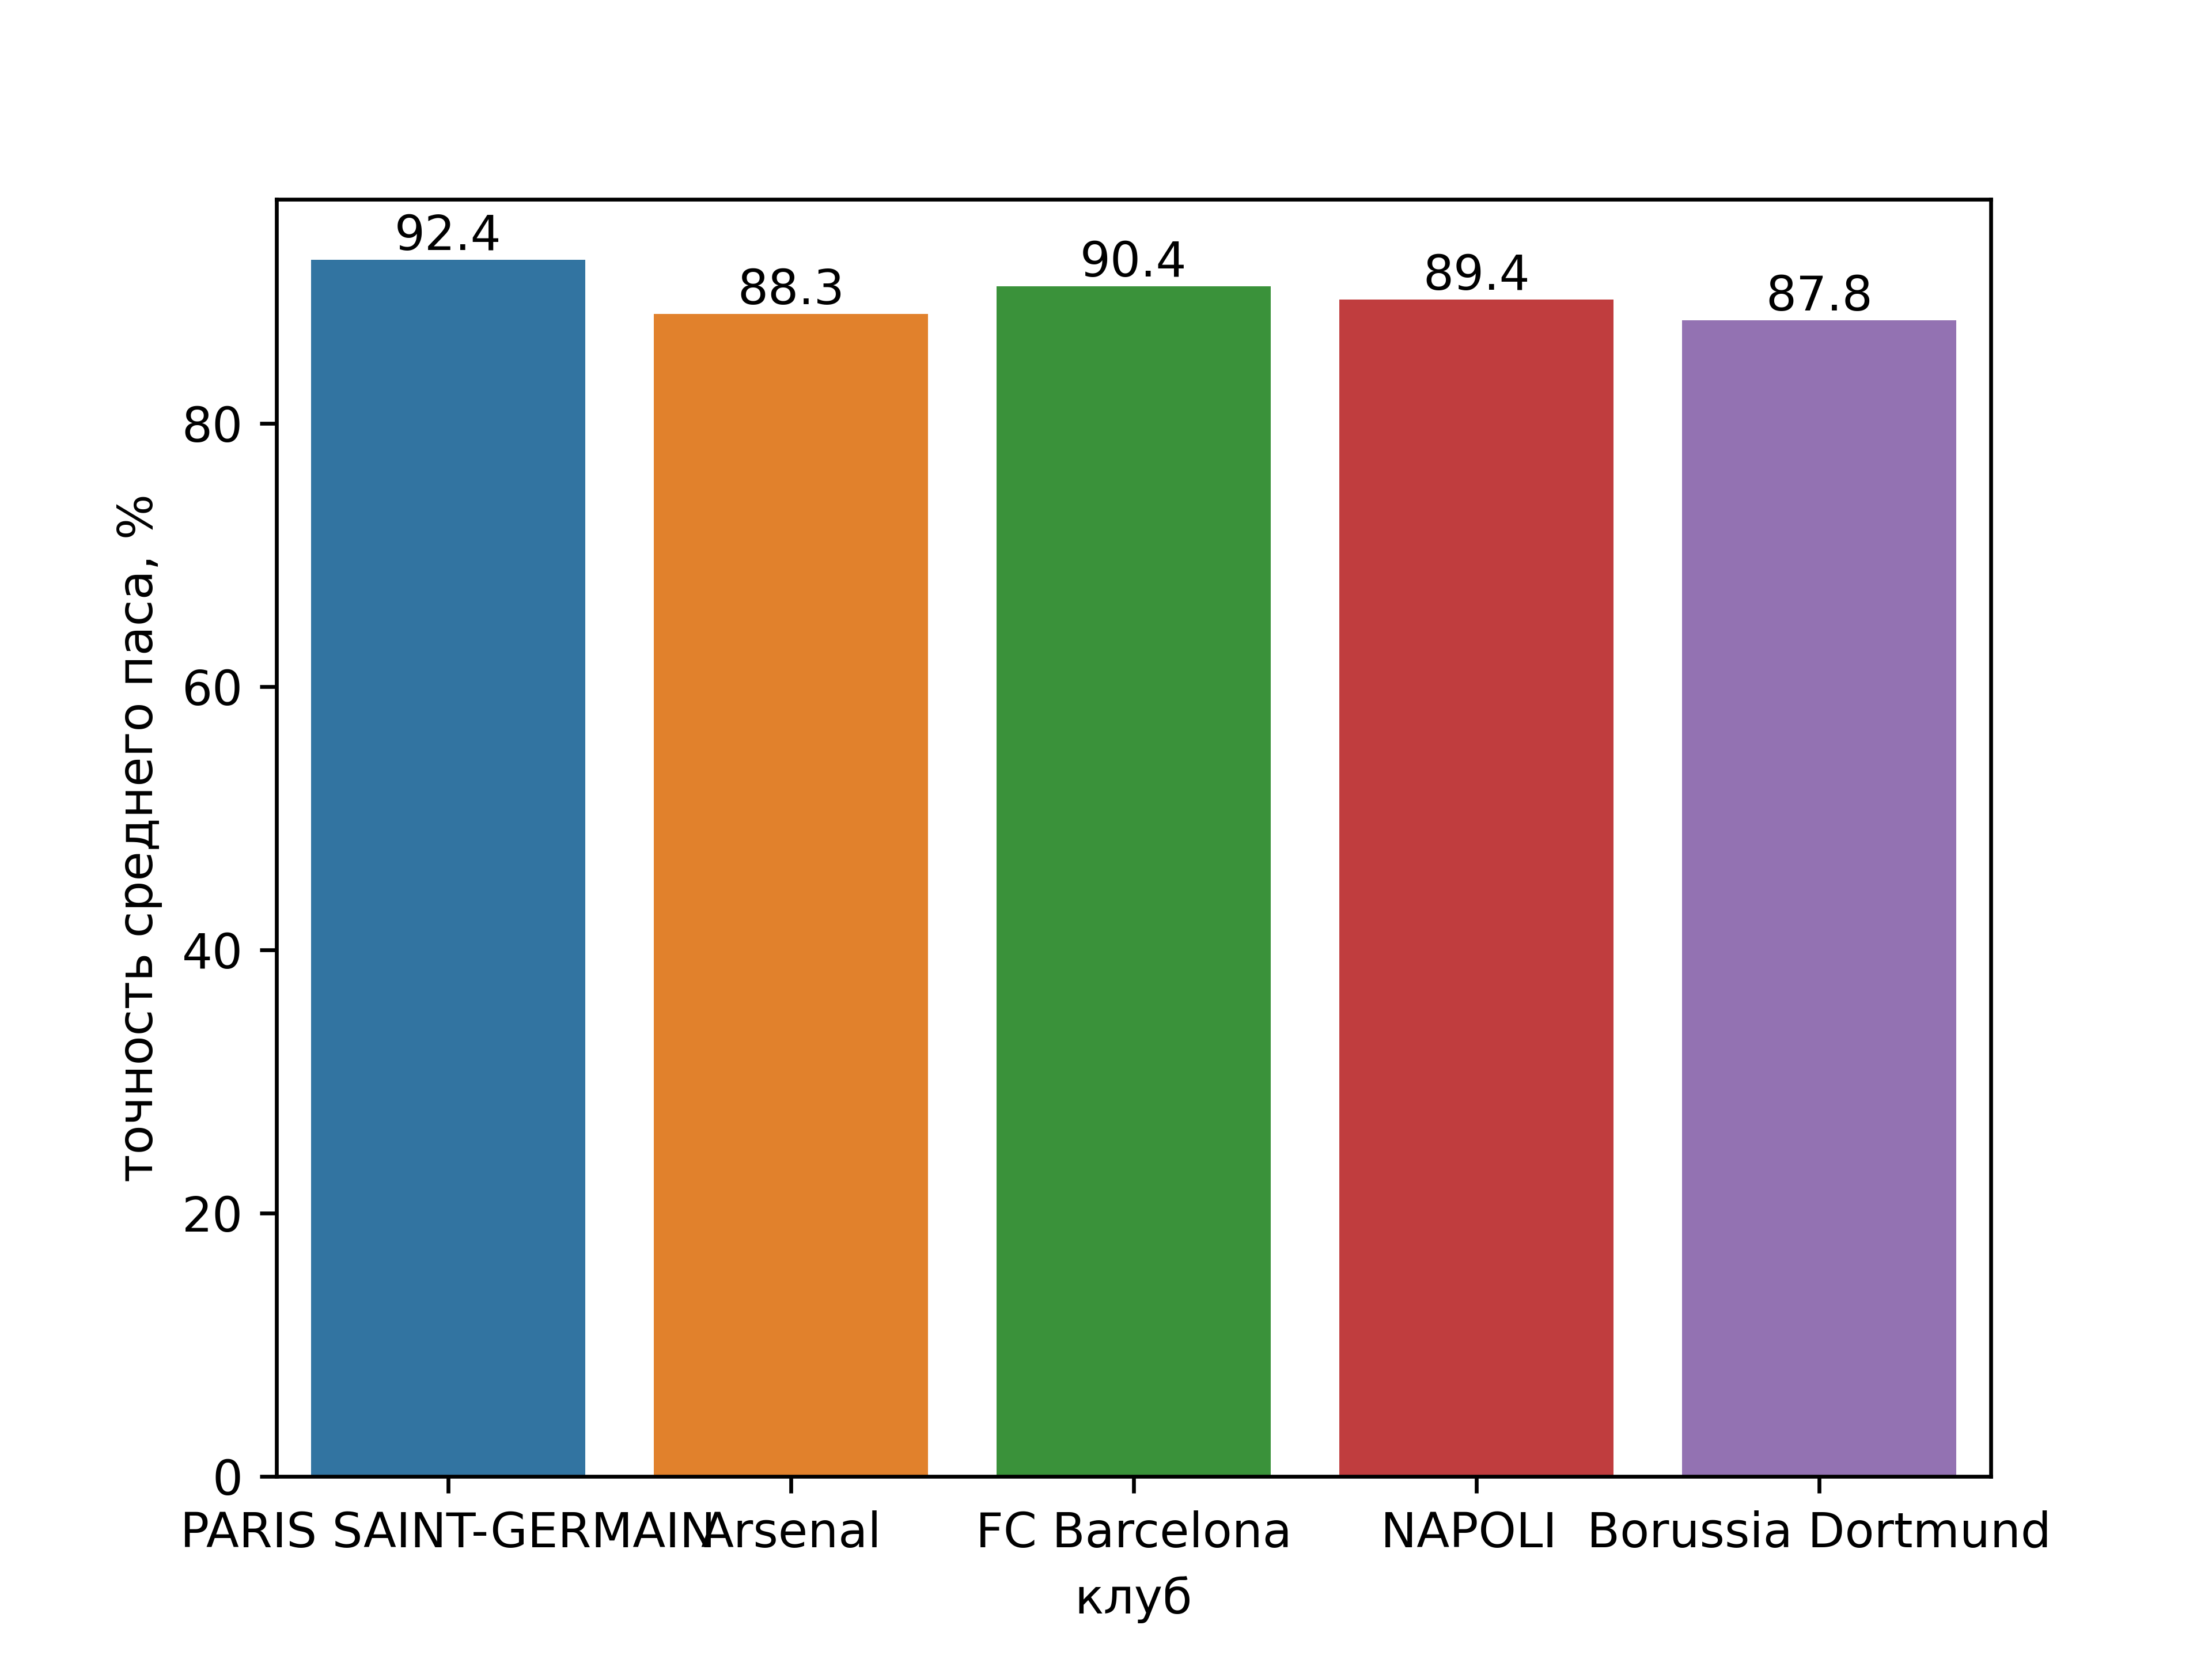 92.4
88.3
90.4
89.4
87.8
80
60
40
20
0
точность среднего паса, %
PARIS SAINT-GERMAIN
Arsenal
FC Barcelona
NAPOLI
Borussia Dortmund
клуб